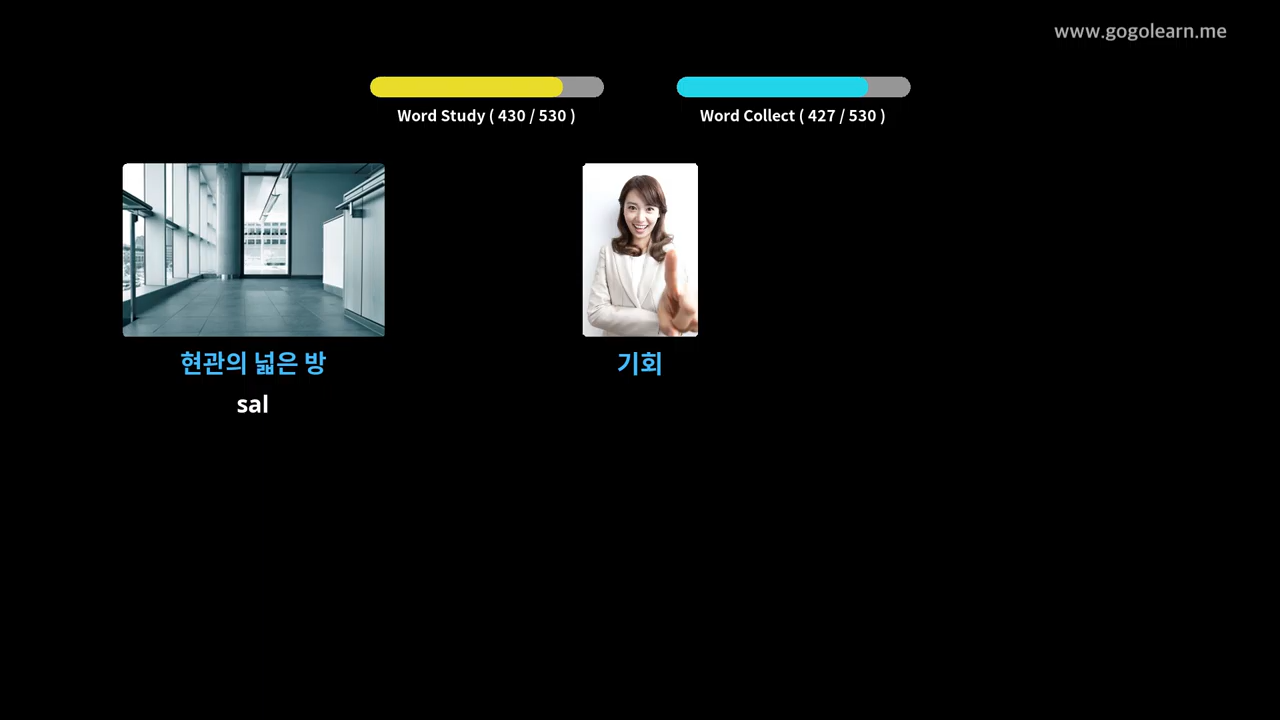 www.gogolearn.me
Word Study ( 430 / 530 )
Word Collect ( 427 / 530 )
현관의 넓은 방
sal
기회